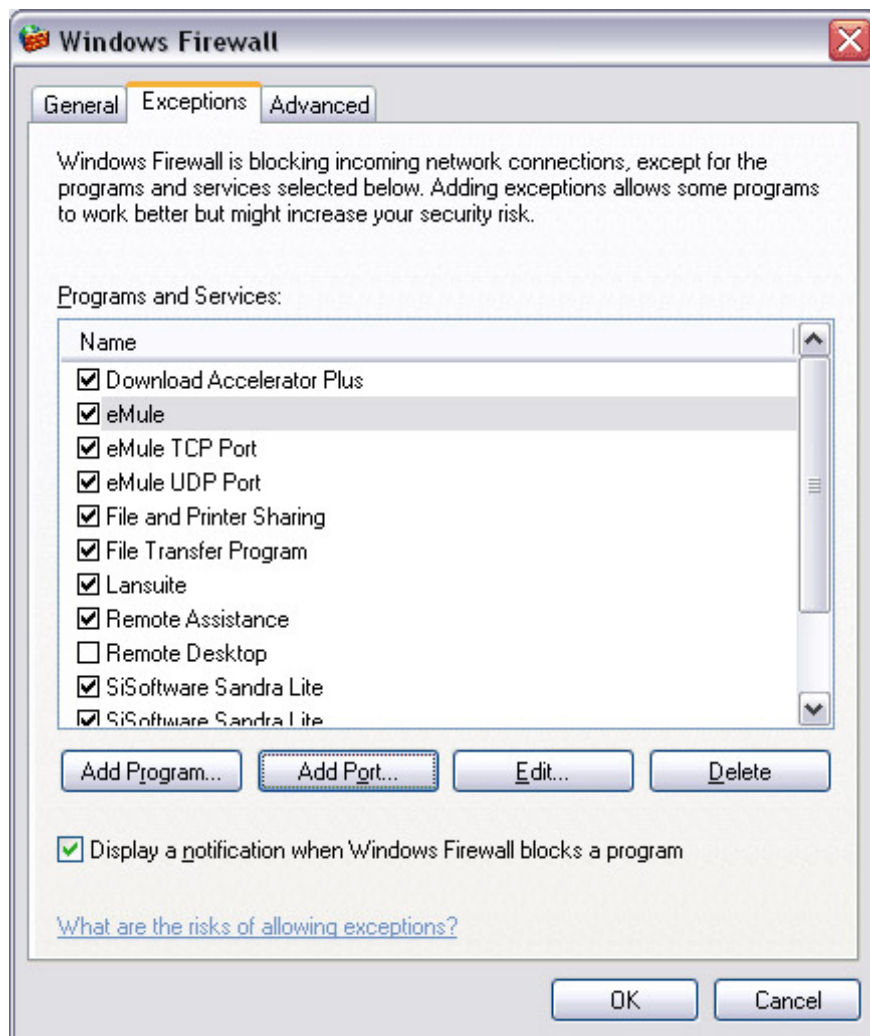 Windows Firewall
General Exceptions Advanced
Windows Firewall is blocking incoming network connections, except for the
programs and services selected below. Adding exceptions allows some programs
to work better but might increase your security risk.
Programs and Services:
Name
Download Accelerator Plus
eMule
eMule TCP Port
eMule UDP Port
File and Printer Sharing
File Transfer Program
Lansuite
Remote Assistance
Remote Desktop
SiSoftware Sandra Lite
SiSoftware Sandra Lite
Add Program... Add Port... Edit... Delete
Display a notification when Windows Firewall blocks a program
What are the risks of allowing exceptions?
OK Cancel